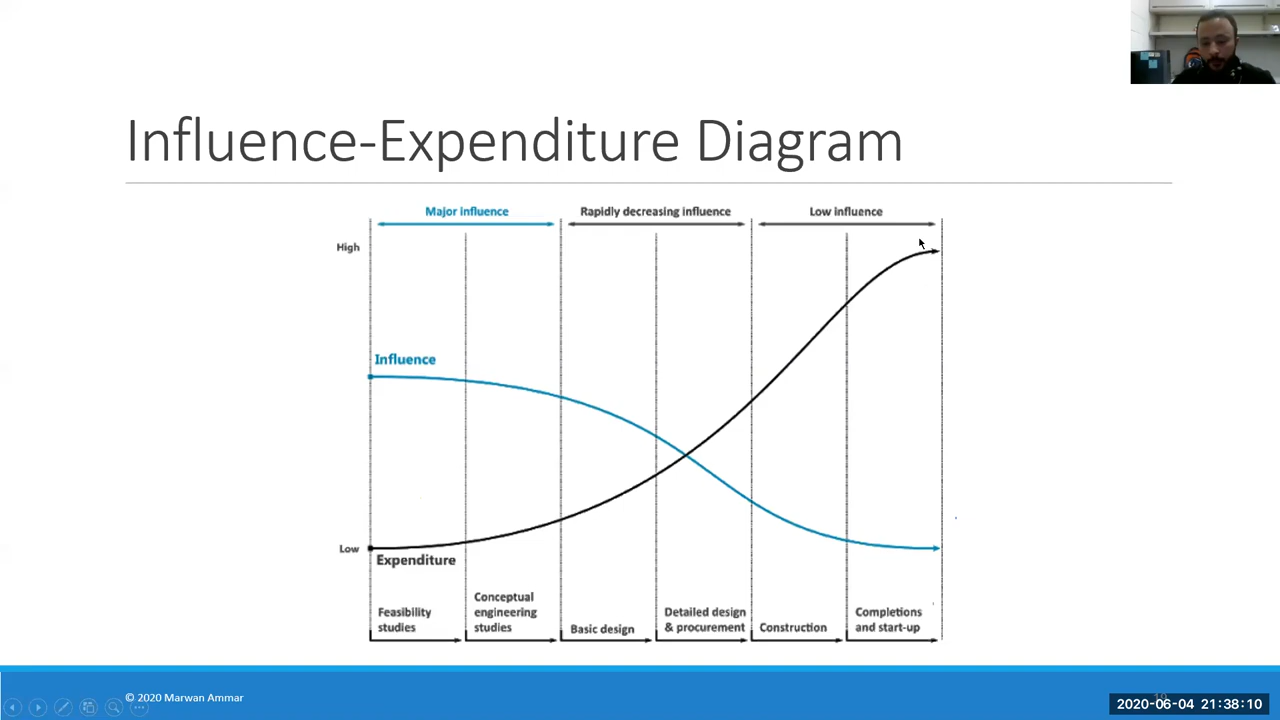 Influence-Expenditure Diagram
Major influence
Rapidly decreasing influence
Low influence
High
Influence
Low
Expenditure
Feasibility
studies
Conceptual
engineering
studies
Basic design
Detailed design
& procurement
Construction
Completions
and start-up
© 2020 Marwan Ammar
2020-06-04 21:38:10